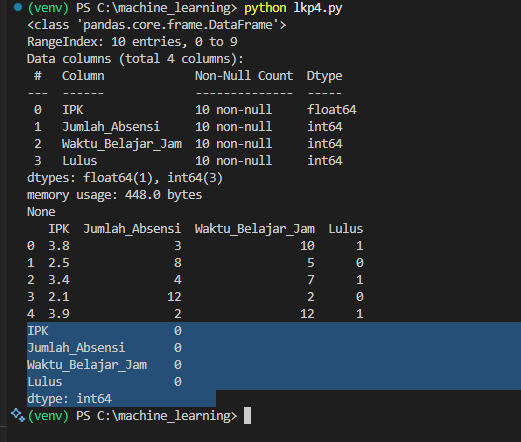 (venv) PS C:\machine_learning> python lkp4.py
<class 'pandas.core.frame.DataFrame'>
RangeIndex: 10 entries, 0 to 9
Data columns (total 4 columns):
 #   Column             Non-Null Count  Dtype
---  ------             --------------  -----
 0   IPK                10 non-null     float64
 1   Jumlah_Absensi     10 non-null     int64
 2   Waktu_Belajar_Jam  10 non-null     int64
 3   Lulus              10 non-null     int64
dtypes: float64(1), int64(3)
memory usage: 448.0 bytes
None
   IPK  Jumlah_Absensi  Waktu_Belajar_Jam  Lulus
0  3.8               3                 10      1
1  2.5               8                  5      0
2  3.4               4                  7      1
3  2.1              12                  2      0
4  3.9               2                 12      1
IPK                  0
Jumlah_Absensi       0
Waktu_Belajar_Jam    0
Lulus                0
dtype: int64
(venv) PS C:\machine_learning>